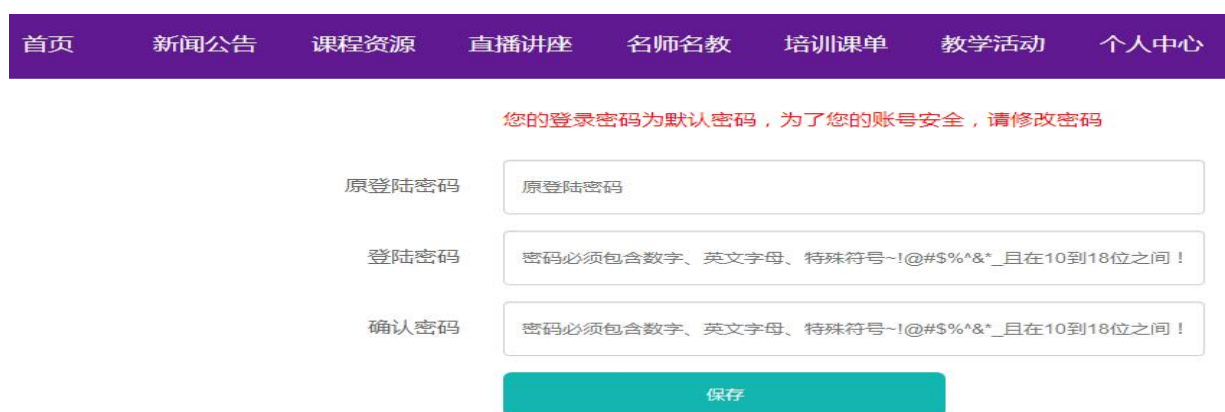 首页 新闻公告 课程资源 直播讲座 名师名教 培训课单 教学活动 个人中心
您的登录密码为默认密码，为了您的账号安全，请修改密码
原登陆密码 原登陆密码
登陆密码 密码必须包含数字、英文字母、特殊符号~!@#$%^&*_且在10到18位之间！
确认密码 密码必须包含数字、英文字母、特殊符号~!@#$%^&*_且在10到18位之间！
保存